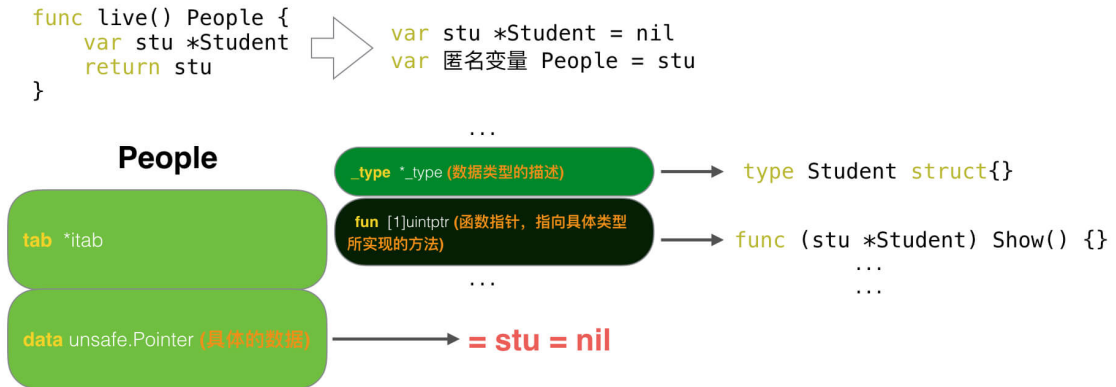 func live() People {
    var stu *Student
    return stu
}
var stu *Student = nil
var 匿名变量 People = stu
People
tab *itab
data unsafe.Pointer (具体的数据)
...
_type *_type (数据类型的描述)
fun [1]uintptr (函数指针，指向具体类型
所实现的方法)
...
type Student struct{}
func (stu *Student) Show() {}
...
...
= stu = nil